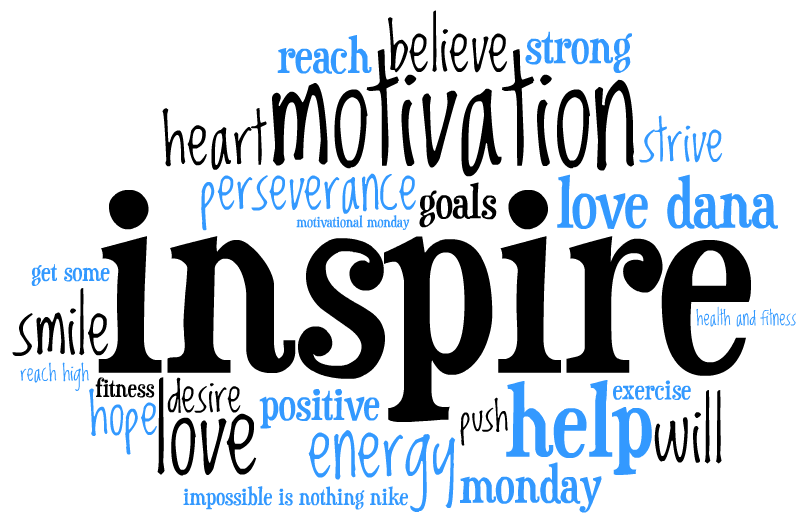 believe
reach
strong
motivation
heart
strive
perseverance
goals
love dana
motivational monday
inspire
get some
smile
health and fitness
reach high
fitness
desire
hope
love
positive
push
help
exercise
will
energy
monday
impossible is nothing nike